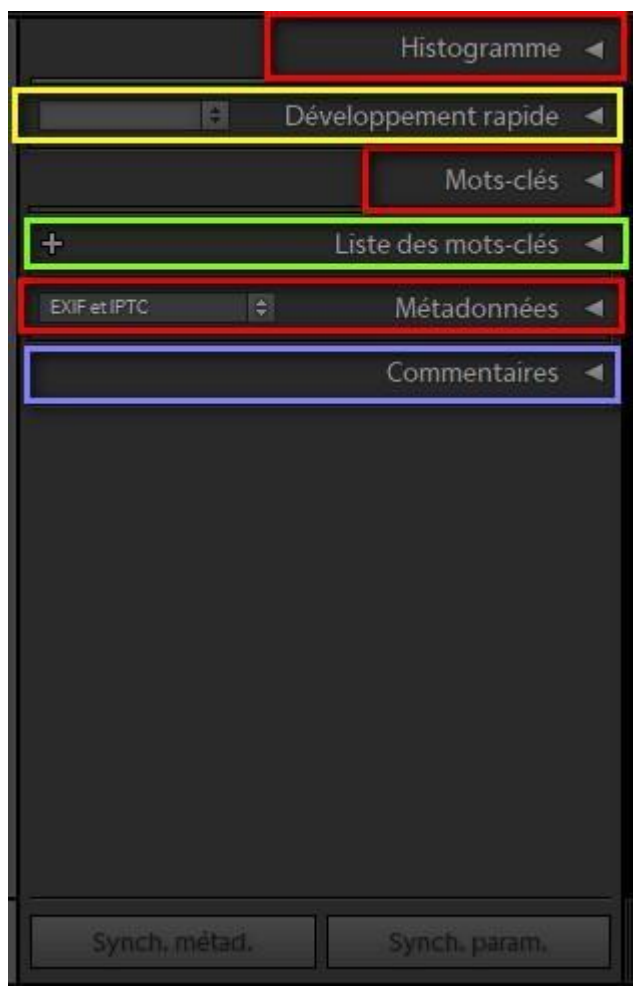 Histogramme
Développement rapide
Mots-clés
Liste des mots-clés
EXIF et IPTC Métadonnées
Commentaires
Synch. métad. Synch. param.